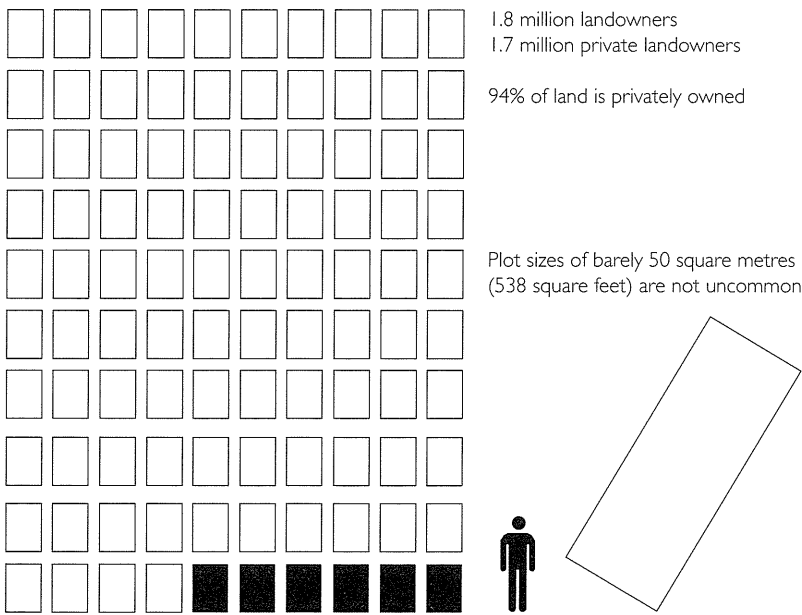 1.8 million landowners
1.7 million private landowners
94% of land is privately owned
Plot sizes of barely 50 square metres
(538 square feet) are not uncommon